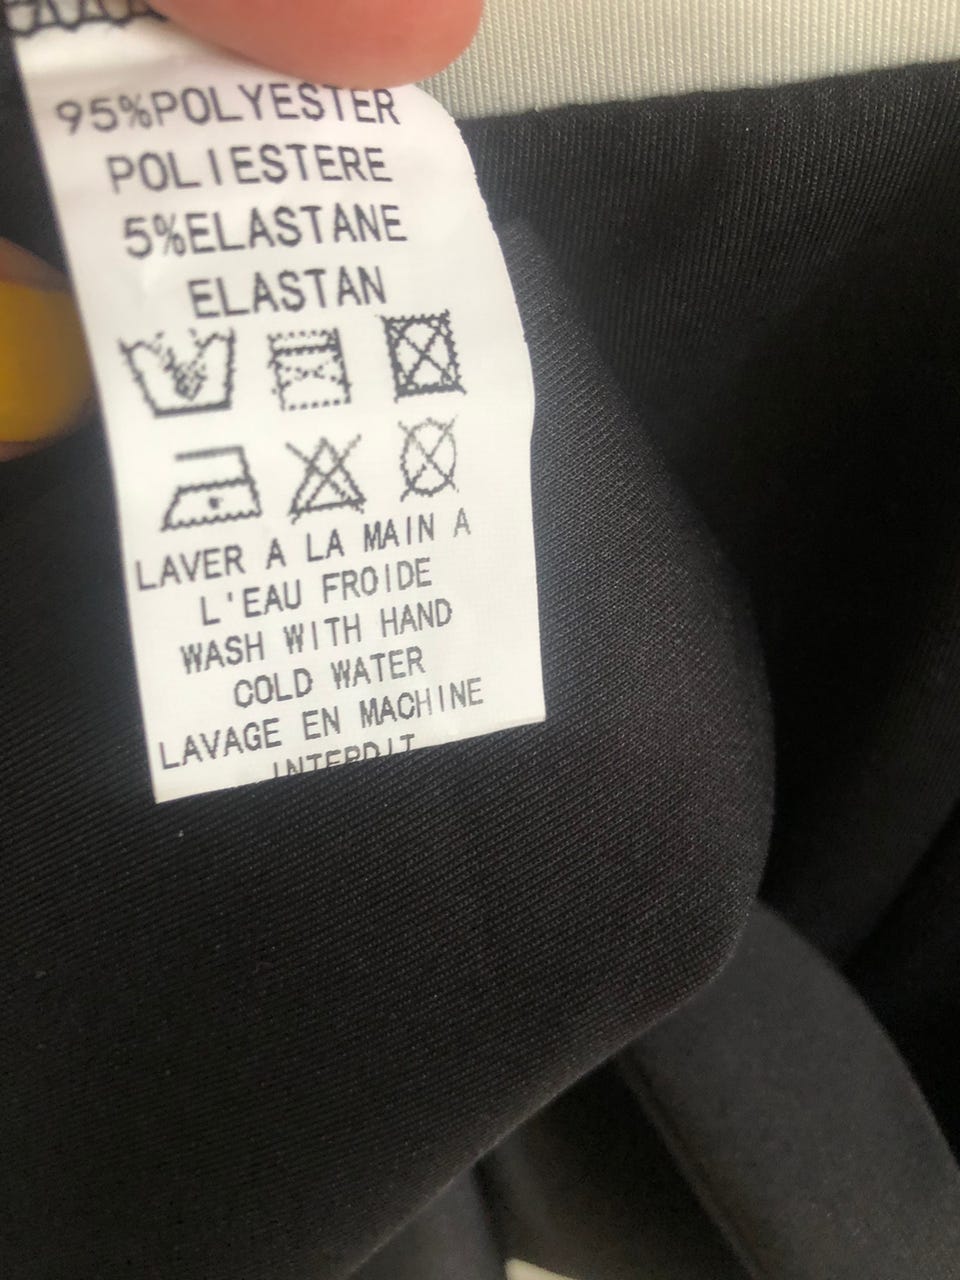 95%POLYESTER
POLIESTERE
5%ELASTANE
ELASTAN
LAVER A LA MAIN A
L'EAU FROIDE
WASH WITH HAND
COLD WATER
LAVAGE EN MACHINE
INTERDIT